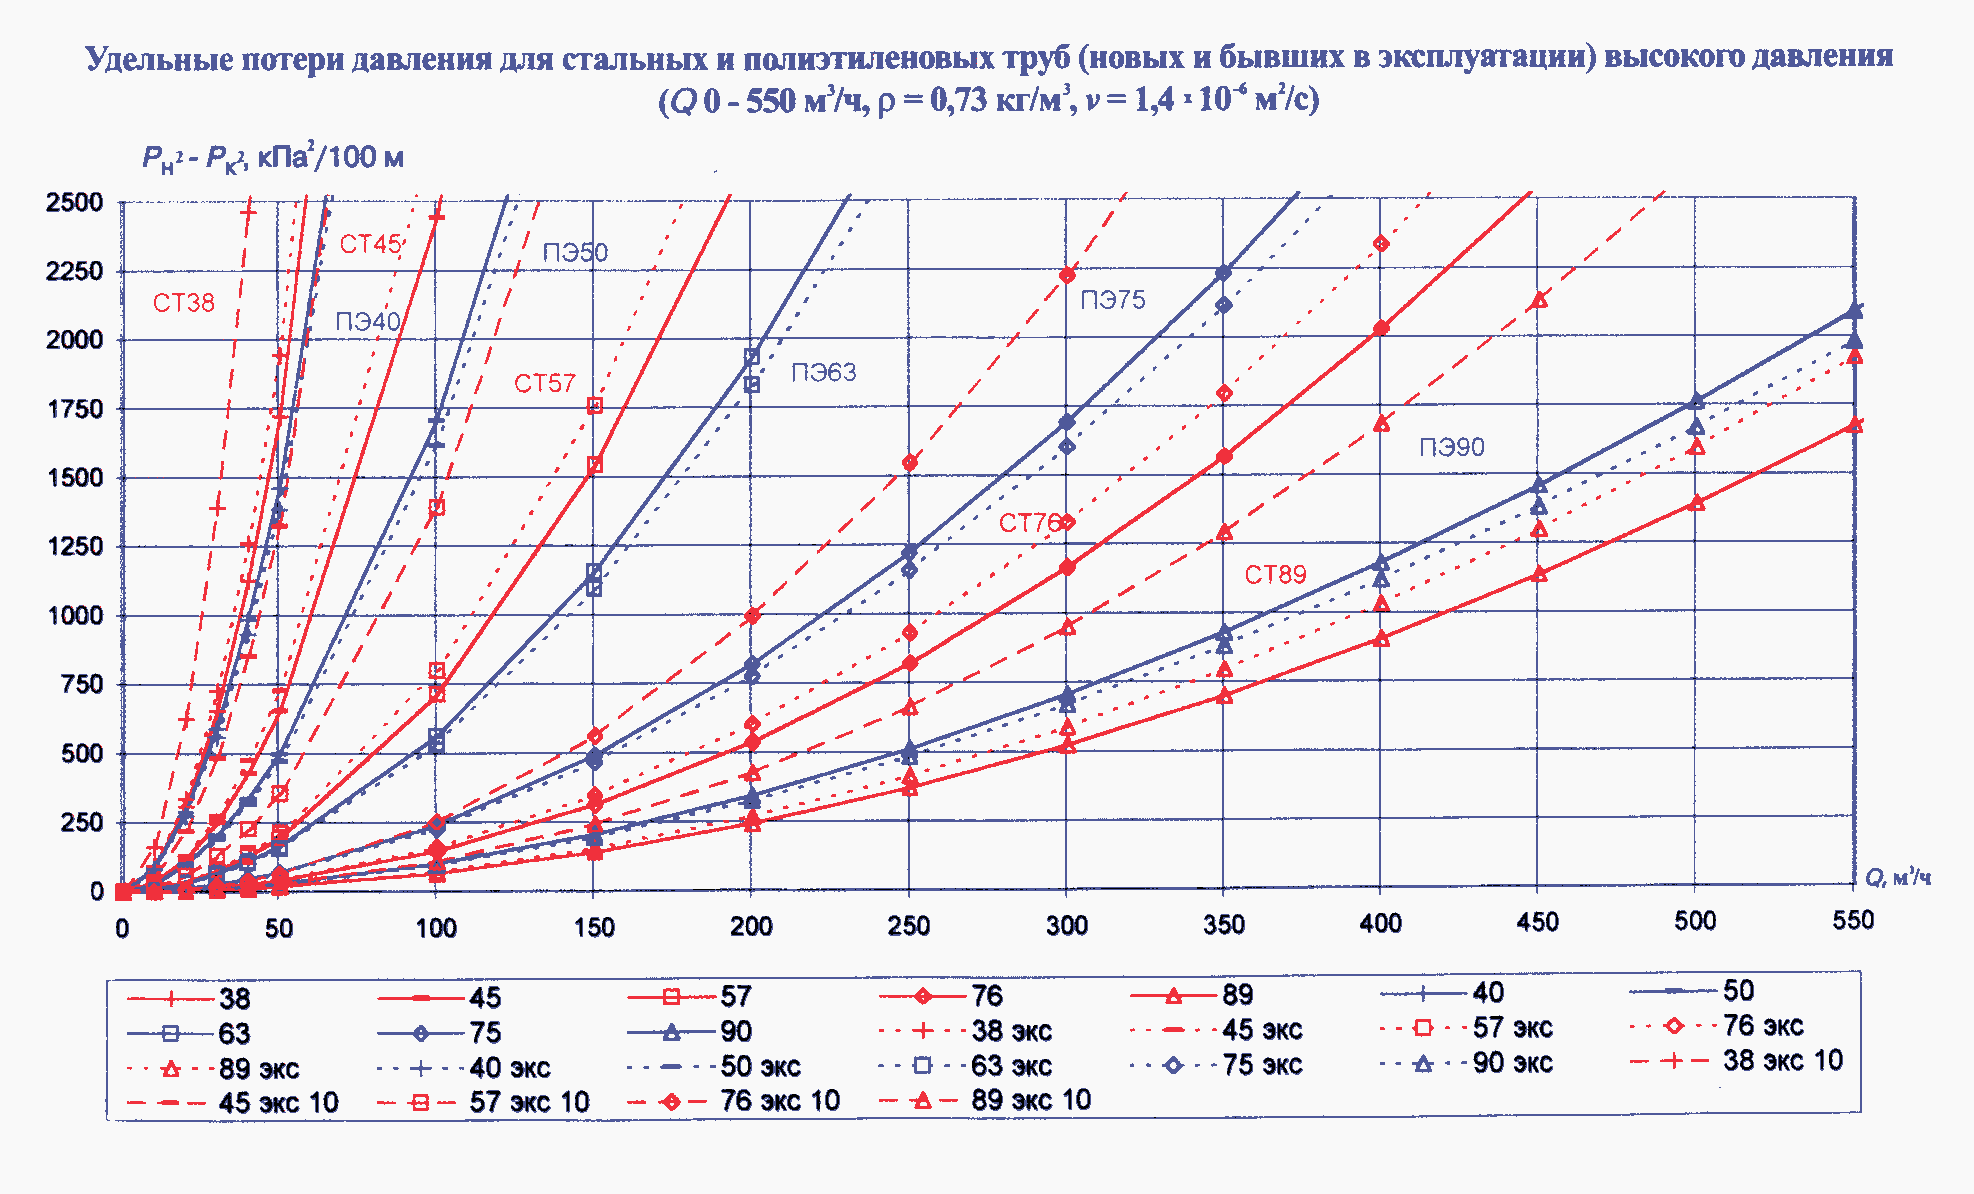 Удельные потери давления для стальных и полиэтиленовых труб (новых и бывших в эксплуатации) высокого давления
(Q 0 - 550 м³/ч, ρ = 0,73 кг/м³, ν = 1,4 · 10⁻⁶ м²/с)
Pн² - Pк², кПа²/100 м
2500
2250
2000
1750
1500
1250
1000
750
500
250
0
СТ38
СТ45
ПЭ40
ПЭ50
СТ57
ПЭ63
ПЭ75
СТ76
СТ89
ПЭ90
Q, м³/ч
0 50 100 150 200 250 300 350 400 450 500 550
38 45 57 76 89 40 50
63 75 90 38 экс 45 экс 57 экс 76 экс
89 экс 40 экс 50 экс 63 экс 75 экс 90 экс 38 экс 10
45 экс 10 57 экс 10 76 экс 10 89 экс 10